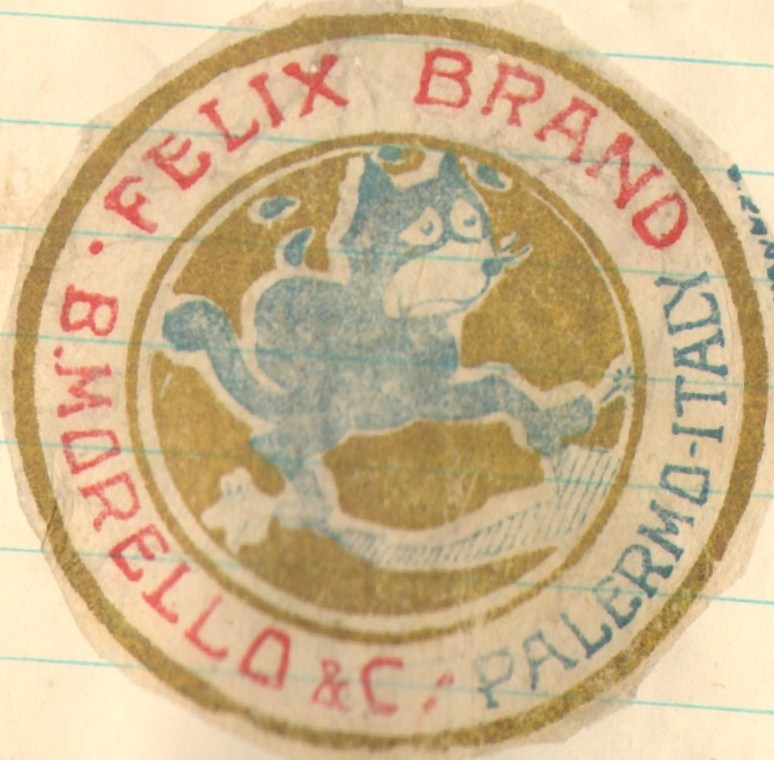 · FELIX BRAND
B. MORELLO & C.
PALERMO-ITALY